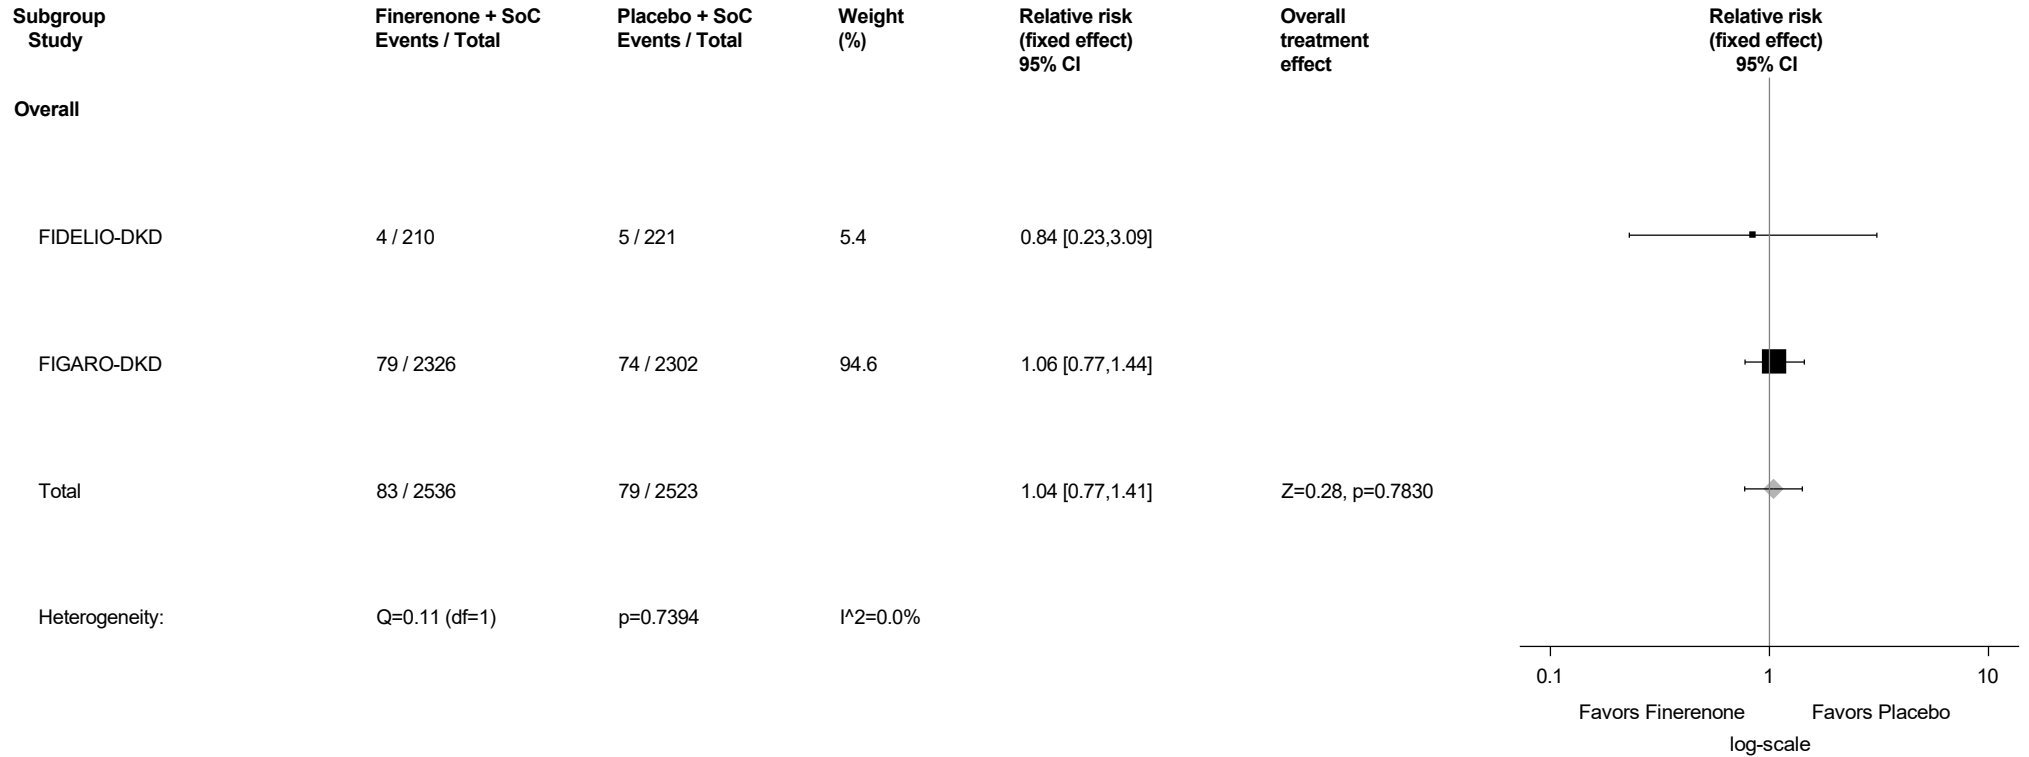 Subgroup Finerenone + SoC Placebo + SoC Weight Relative risk Overall Relative risk
Study Events / Total Events / Total (%) (fixed effect) treatment (fixed effect)
95% CI effect 95% CI
Overall
FIDELIO-DKD 4 / 210 5 / 221 5.4 0.84 [0.23,3.09]
FIGARO-DKD 79 / 2326 74 / 2302 94.6 1.06 [0.77,1.44]
Total 83 / 2536 79 / 2523 1.04 [0.77,1.41] Z=0.28, p=0.7830
Heterogeneity: Q=0.11 (df=1) p=0.7394 I^2=0.0%
0.1 1 10
Favors Finerenone Favors Placebo
log-scale